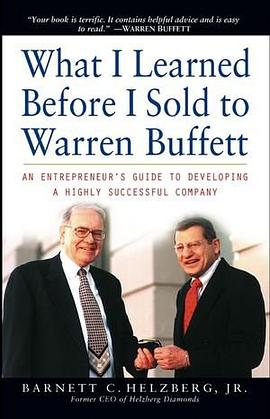 "Your book is terrific. It contains helpful advice and is easy
to read." —WARREN BUFFETT
What I Learned
Before I Sold to
Warren Buffett
AN ENTREPRENEUR'S GUIDE TO DEVELOPING
A HIGHLY SUCCESSFUL COMPANY
BARNETT C. HELZBERG, JR.
Former CEO of Helzberg Diamonds